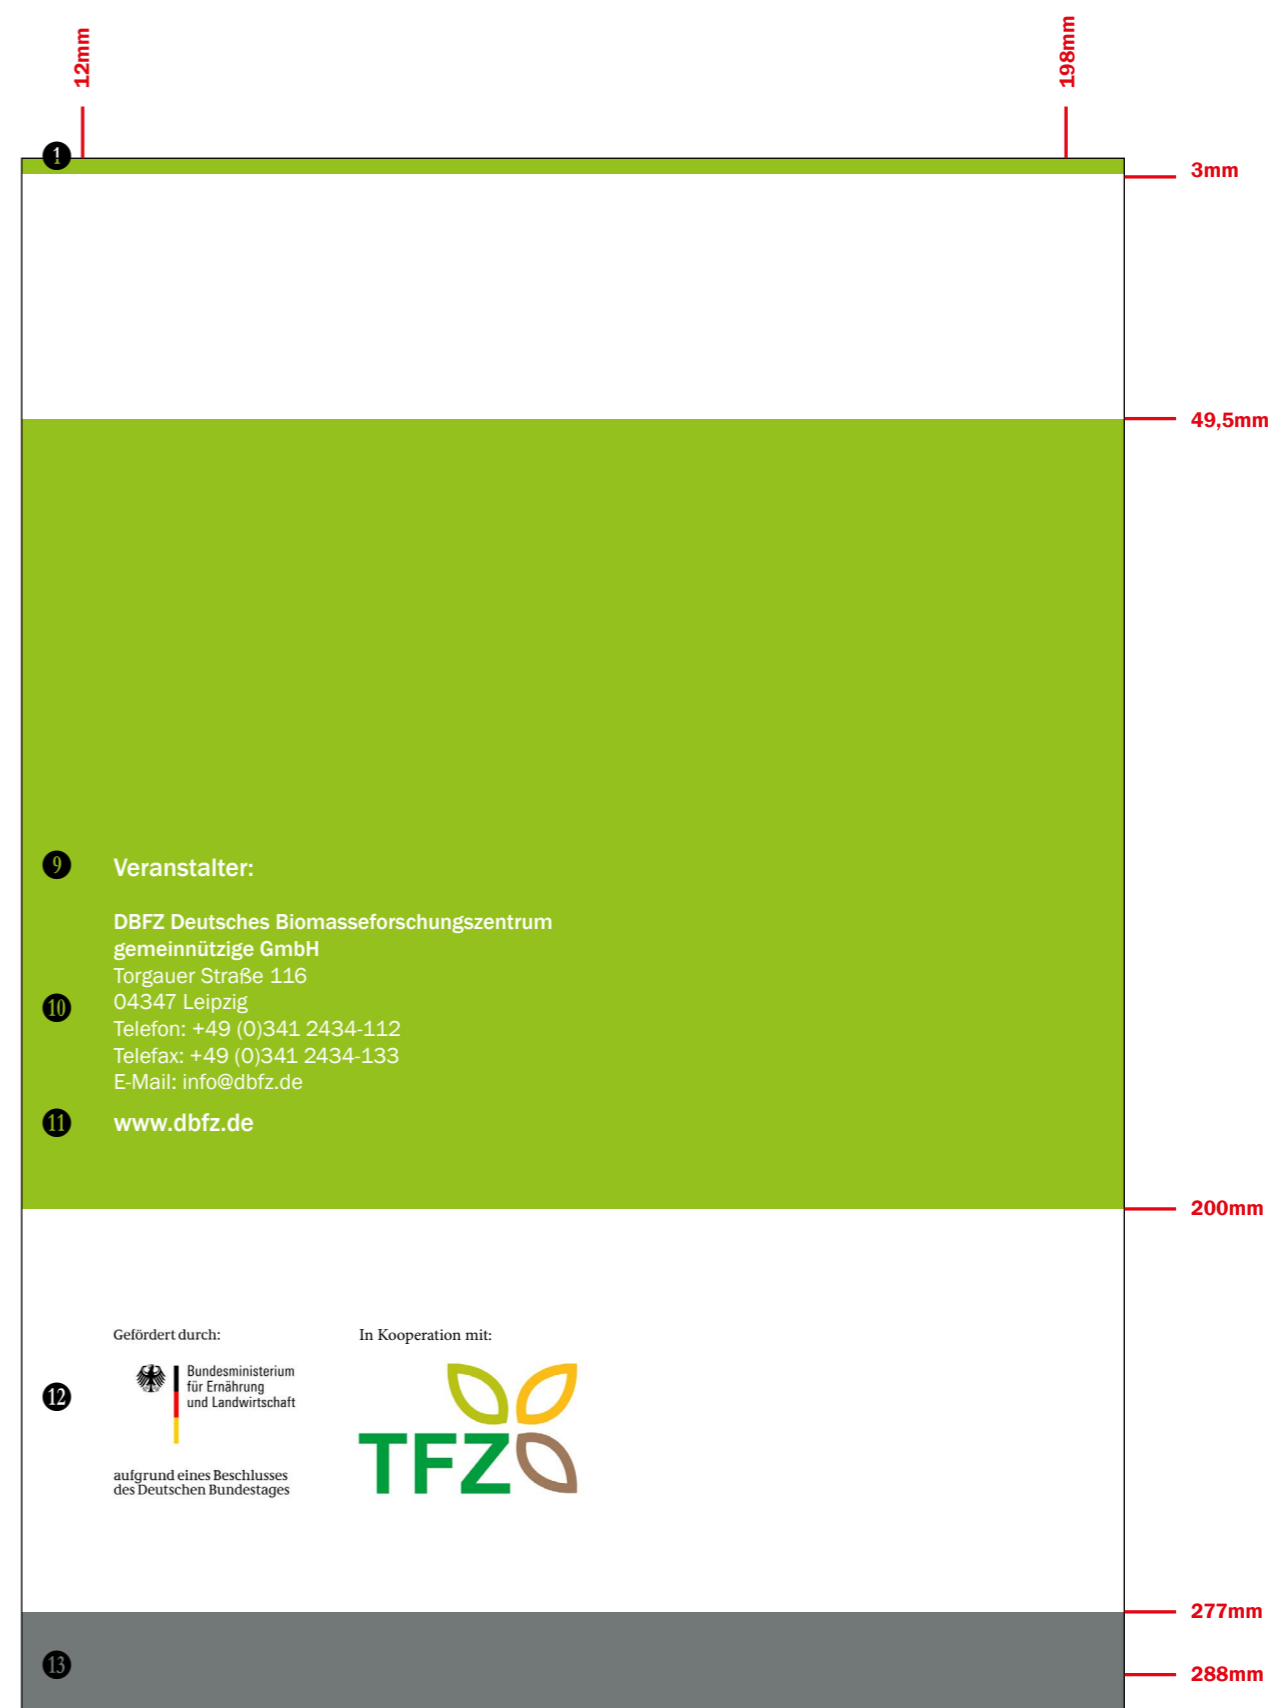 12mm
198mm
1
3mm
49,5mm
9 Veranstalter:
DBFZ Deutsches Biomasseforschungszentrum
gemeinnützige GmbH
Torgauer Straße 116
10 04347 Leipzig
Telefon: +49 (0)341 2434-112
Telefax: +49 (0)341 2434-133
E-Mail: info@dbfz.de
11 www.dbfz.de
200mm
Gefördert durch:
In Kooperation mit:
12
Bundesministerium
für Ernährung
und Landwirtschaft
TFZ
aufgrund eines Beschlusses
des Deutschen Bundestages
277mm
13
288mm